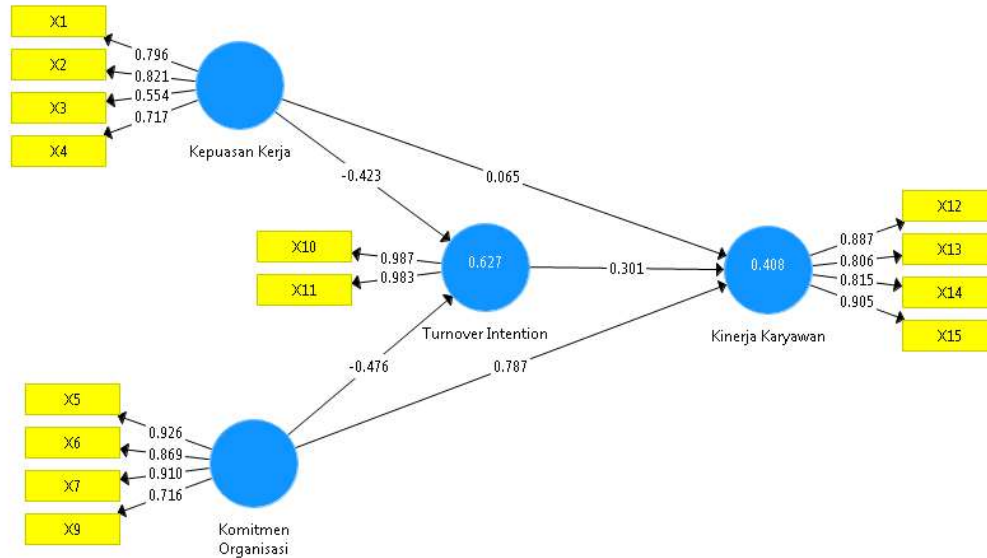 X1
X2
X3
X4
0.796
0.821
0.554
0.717
Kepuasan Kerja
-0.423
0.065
X10
X11
0.987
0.983
0.627
Turnover Intention
0.301
0.408
Kinerja Karyawan
0.887
0.806
0.815
0.905
X12
X13
X14
X15
-0.476
0.787
X5
X6
X7
X9
0.926
0.869
0.910
0.716
Komitmen
Organisasi